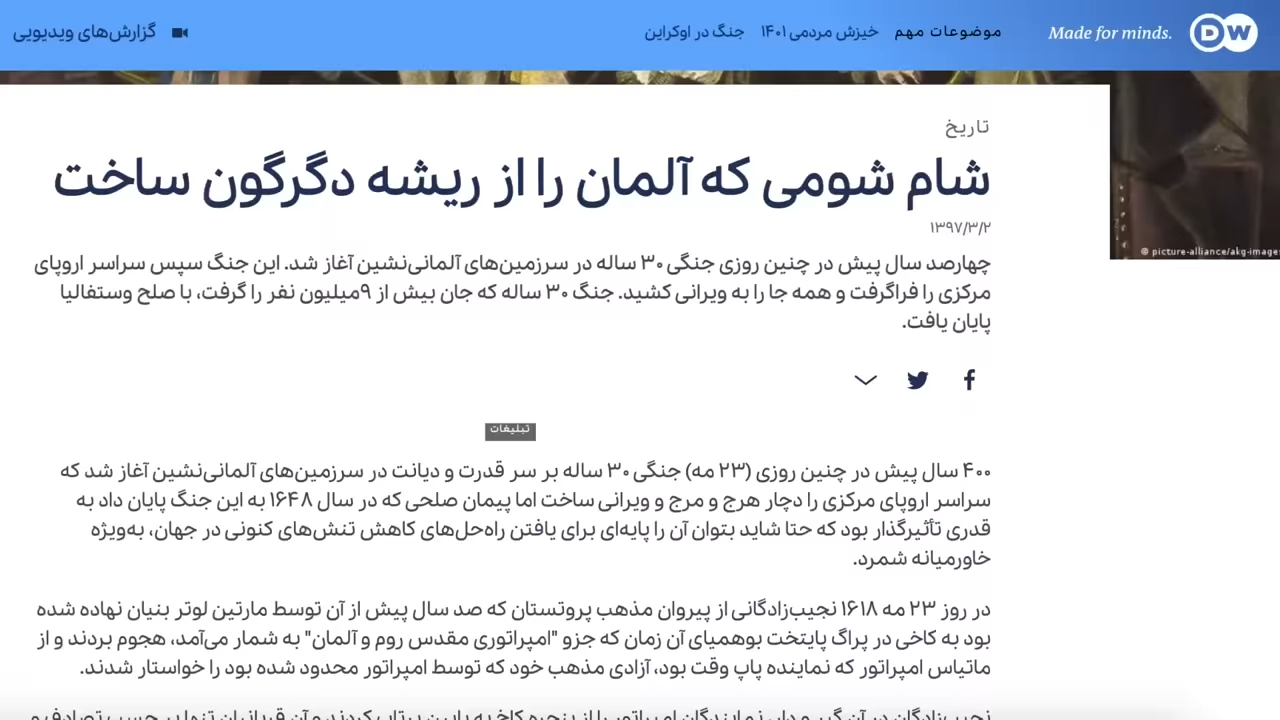 DW Made for minds. موضوعات مهم خیزش مردمی ۱۴۰۱ جنگ در اوکراین گزارش‌های ویدیویی
© picture-alliance/akg-image
تاریخ
شام شومی که آلمان را از ریشه دگرگون ساخت
۱۳۹۷/۳/۲
چهارصد سال پیش در چنین روزی جنگی ۳۰ ساله در سرزمین‌های آلمانی‌نشین آغاز شد. این جنگ سپس سراسر اروپای
مرکزی را فراگرفت و همه جا را به ویرانی کشید. جنگ ۳۰ ساله که جان بیش از ۹میلیون نفر را گرفت، با صلح وستفالیا
پایان یافت.
تبلیغات
۴۰۰ سال پیش در چنین روزی (۲۳ مه) جنگی ۳۰ ساله بر سر قدرت و دیانت در سرزمین‌های آلمانی‌نشین آغاز شد که
سراسر اروپای مرکزی را دچار هرج و مرج و ویرانی ساخت اما پیمان صلحی که در سال ۱۶۴۸ به این جنگ پایان داد به
قدری تأثیرگذار بود که حتا شاید بتوان آن را پایه‌ای برای یافتن راه‌حل‌های کاهش تنش‌های کنونی در جهان، به‌ویژه
خاورمیانه شمرد.
در روز ۲۳ مه ۱۶۱۸ نجیب‌زادگانی از پیروان مذهب پروتستان که صد سال پیش از آن توسط مارتین لوتر بنیان نهاده شده
بود به کاخی در پراگ پایتخت بوهمیای آن زمان که جزو "امپراتوری مقدس روم و آلمان" به شمار می‌آمد، هجوم بردند و از
ماتیاس امپراتور که نماینده پاپ وقت بود، آزادی مذهب خود که توسط امپراتور محدود شده بود را خواستار شدند.